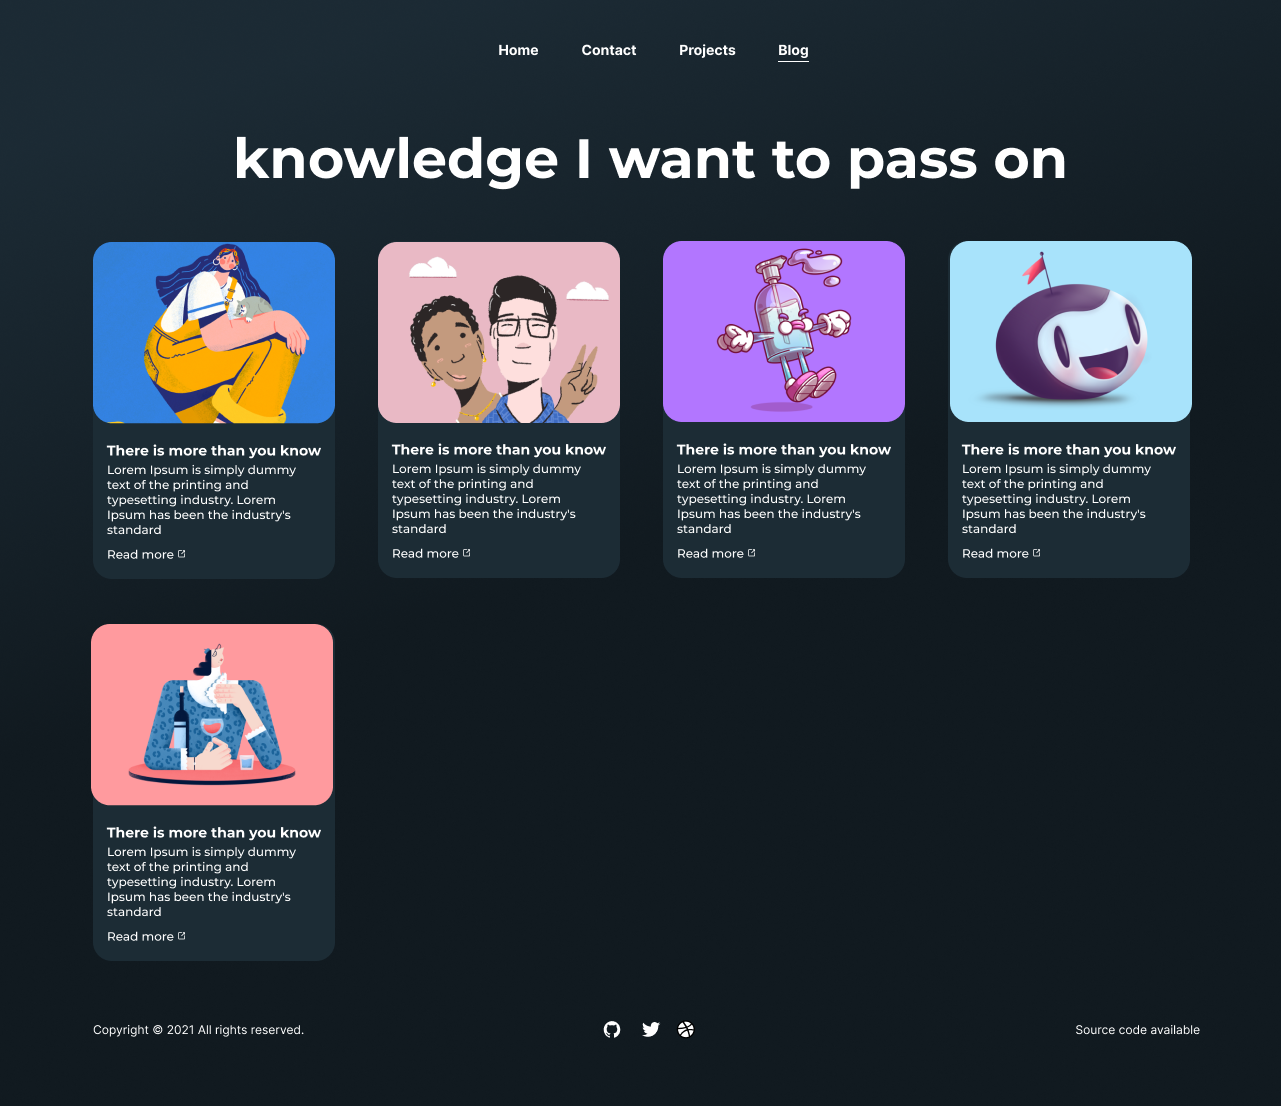 Home Contact Projects Blog
knowledge I want to pass on
There is more than you know
Lorem Ipsum is simply dummy
text of the printing and
typesetting industry. Lorem
Ipsum has been the industry's
standard
Read more
There is more than you know
Lorem Ipsum is simply dummy
text of the printing and
typesetting industry. Lorem
Ipsum has been the industry's
standard
Read more
There is more than you know
Lorem Ipsum is simply dummy
text of the printing and
typesetting industry. Lorem
Ipsum has been the industry's
standard
Read more
There is more than you know
Lorem Ipsum is simply dummy
text of the printing and
typesetting industry. Lorem
Ipsum has been the industry's
standard
Read more
There is more than you know
Lorem Ipsum is simply dummy
text of the printing and
typesetting industry. Lorem
Ipsum has been the industry's
standard
Read more
Copyright © 2021 All rights reserved.
Source code available